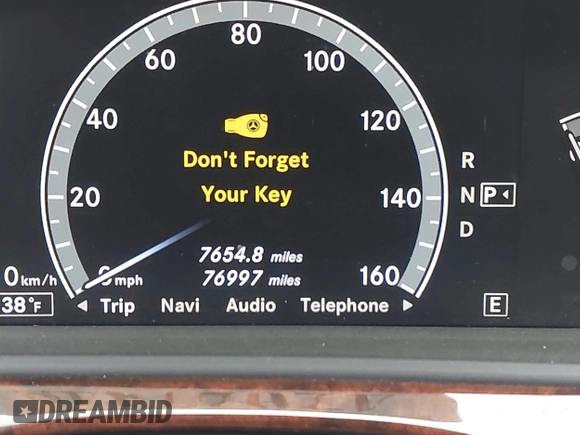 80
60
100
40
120
Don't Forget
R
20
Your Key
140
N
P
D
7654.8 miles
0 km/h
0 mph
76997 miles
160
38°F
Trip
Navi
Audio
Telephone
E
DREAMBID